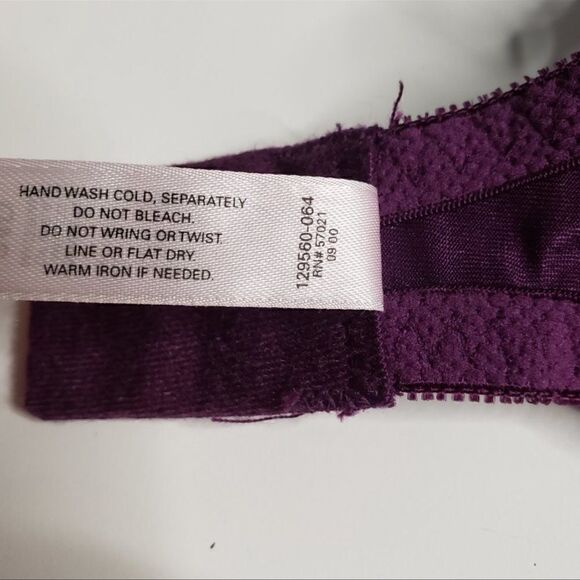 HAND WASH COLD, SEPARATELY
DO NOT BLEACH.
DO NOT WRING OR TWIST.
LINE OR FLAT DRY.
WARM IRON IF NEEDED.
129560-064
RN# 57021
09 00